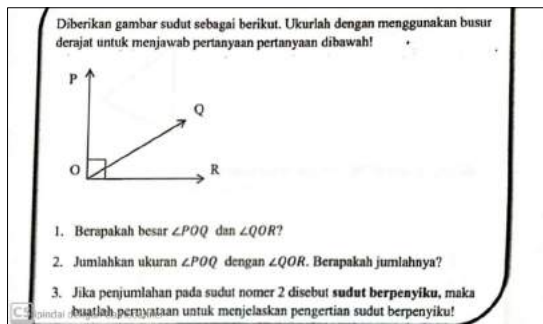 Diberikan gambar sudut sebagai berikut. Ukurlah dengan menggunakan busur
derajat untuk menjawab pertanyaan pertanyaan dibawah!
P
Q
O
R
1. Berapakah besar ∠POQ dan ∠QOR?
2. Jumlahkan ukuran ∠POQ dengan ∠QOR. Berapakah jumlahnya?
3. Jika penjumlahan pada sudut nomer 2 disebut sudut berpenyiku, maka
buatlah pernyataan untuk menjelaskan pengertian sudut berpenyiku!
CS pindai